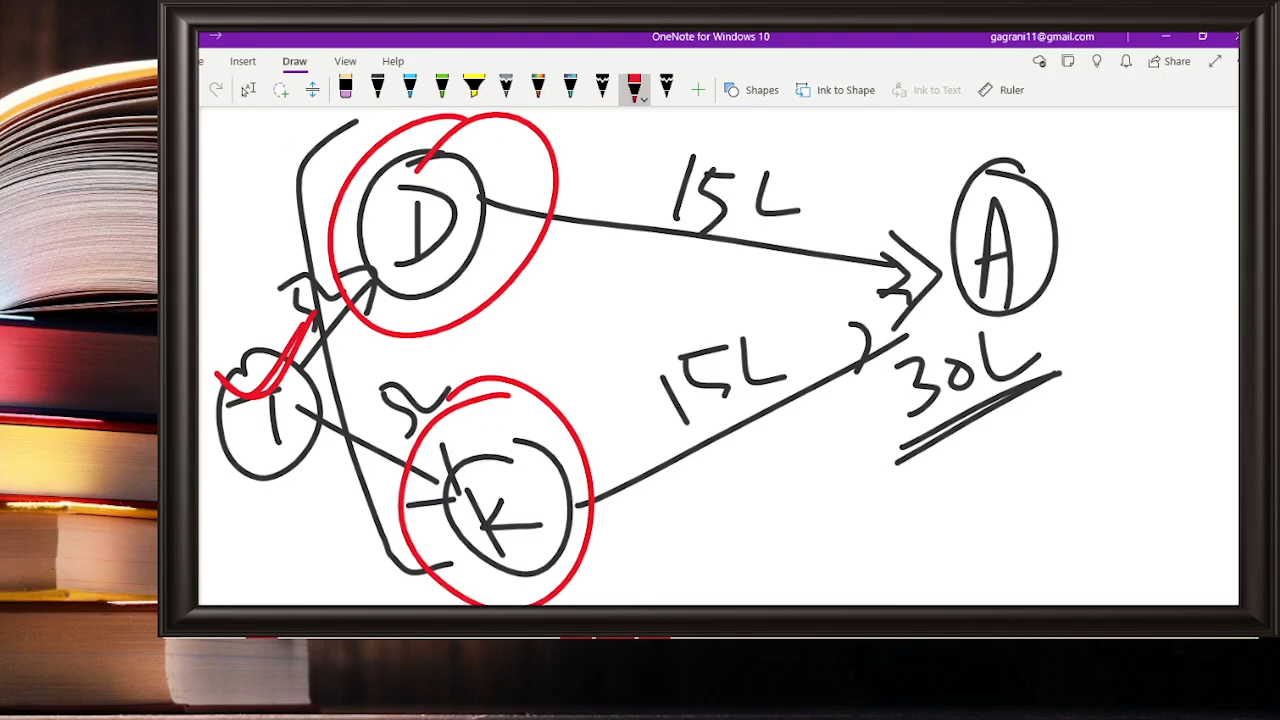 OneNote for Windows 10
gagrani11@gmail.com
Insert
Draw
View
Help
Shapes
Ink to Shape
Ink to Text
Ruler
Share
D
15L
A
T
5L
15L
30L
K